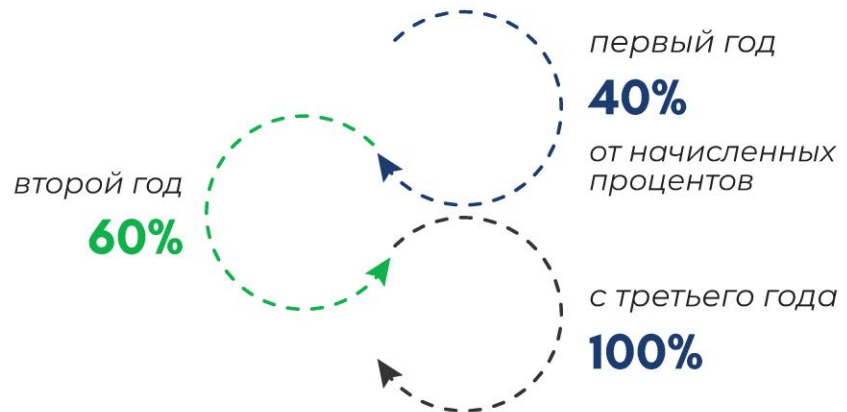 первый год
40%
от начисленных
процентов
второй год
60%
с третьего года
100%